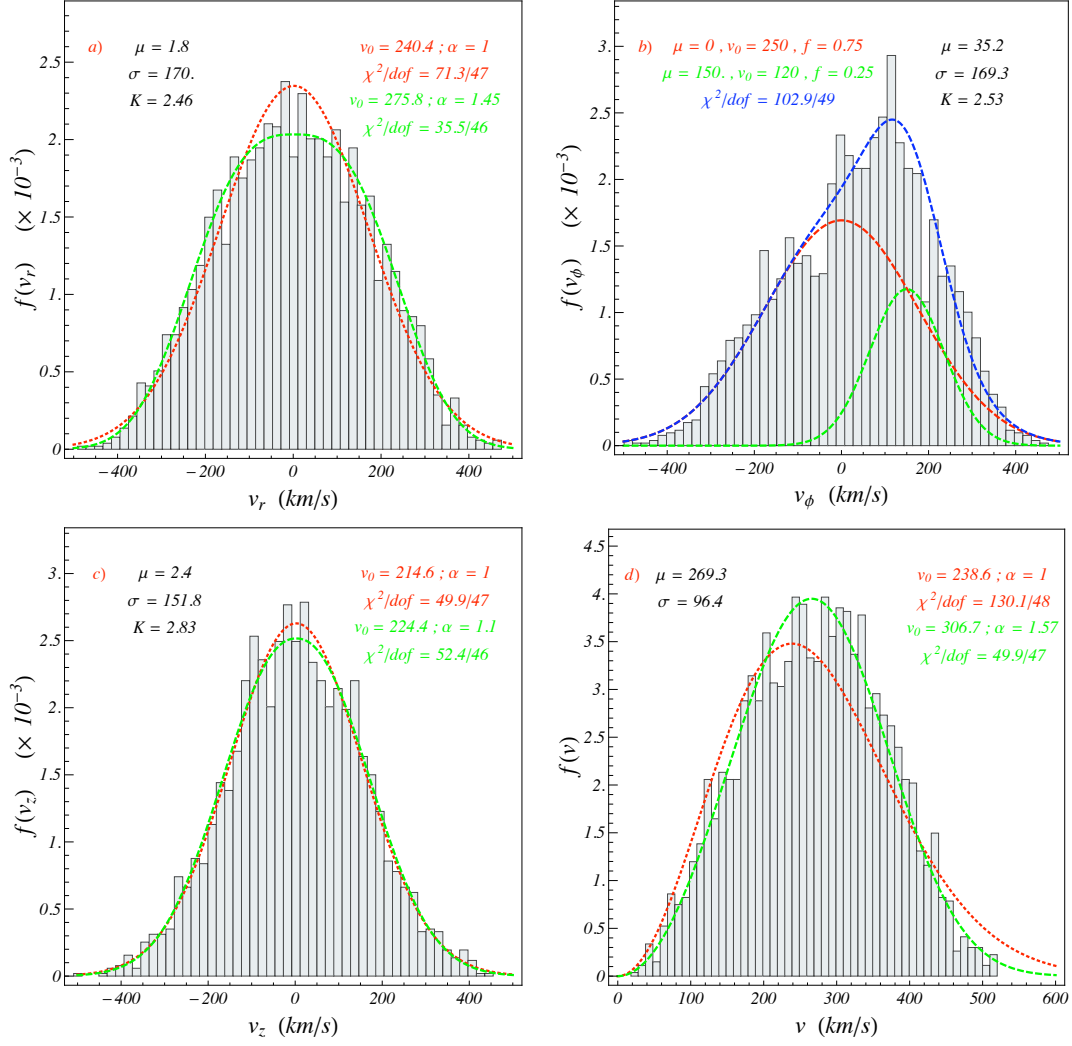 a)
μ = 1.8
σ = 170.
K = 2.46
v0 = 240.4 ; α = 1
χ²/dof = 71.3/47
v0 = 275.8 ; α = 1.45
χ²/dof = 35.5/46
2.5
2.
1.5
1.
0.5
0
f(vr) (× 10⁻³)
−400 −200 0 200 400
vr (km/s)
b)
μ = 0 , v0 = 250 , f = 0.75
μ = 150. , v0 = 120 , f = 0.25
χ²/dof = 102.9/49
μ = 35.2
σ = 169.3
K = 2.53
3.
2.5
2.
1.5
1.
0.5
0
f(vϕ) (× 10⁻³)
−400 −200 0 200 400
vϕ (km/s)
c)
μ = 2.4
σ = 151.8
K = 2.83
v0 = 214.6 ; α = 1
χ²/dof = 49.9/47
v0 = 224.4 ; α = 1.1
χ²/dof = 52.4/46
3.
2.5
2.
1.5
1.
0.5
0
f(vz) (× 10⁻³)
−400 −200 0 200 400
vz (km/s)
d)
μ = 269.3
σ = 96.4
v0 = 238.6 ; α = 1
χ²/dof = 130.1/48
v0 = 306.7 ; α = 1.57
χ²/dof = 49.9/47
4.5
4.
3.5
3.
2.5
2.
1.5
1.
0.5
0.
f(v)
0 100 200 300 400 500 600
v (km/s)